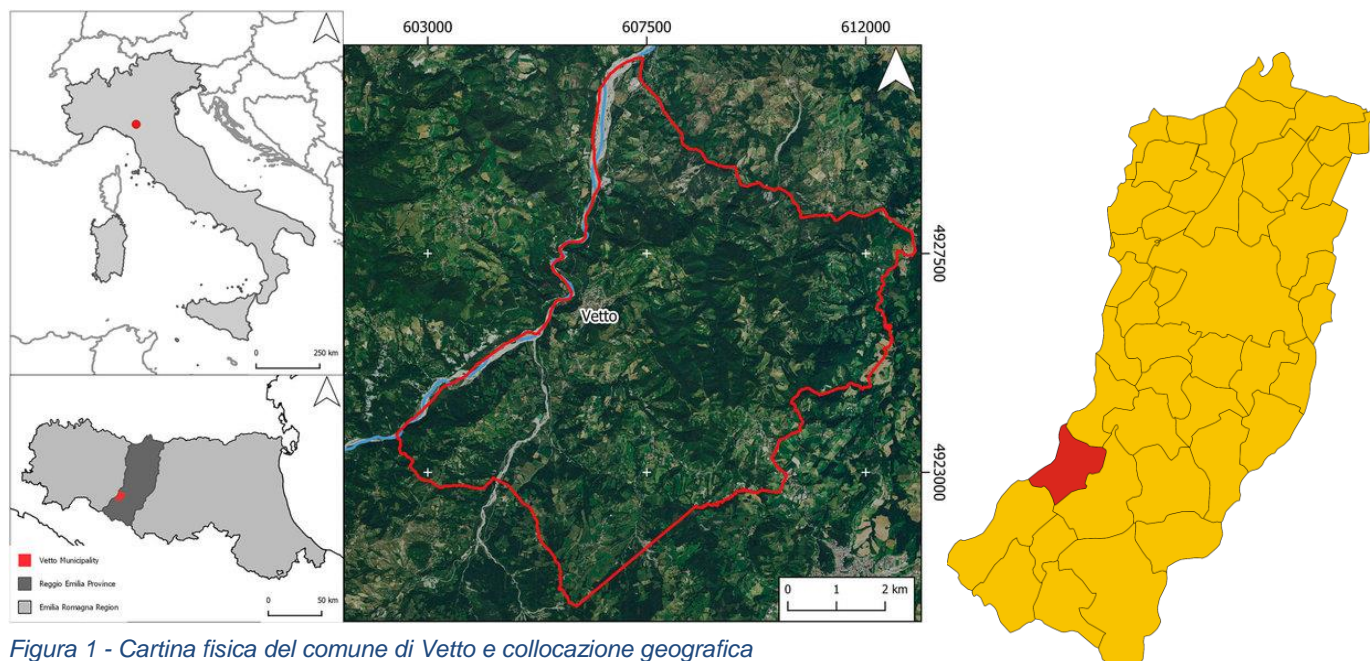 603000 607500 612000
4927500
Vetto
0 250 km
4923000
Vetto Municipality
Reggio Emilia Province
Emilia Romagna Region
0 50 km
0 1 2 km
Figura 1 - Cartina fisica del comune di Vetto e collocazione geografica